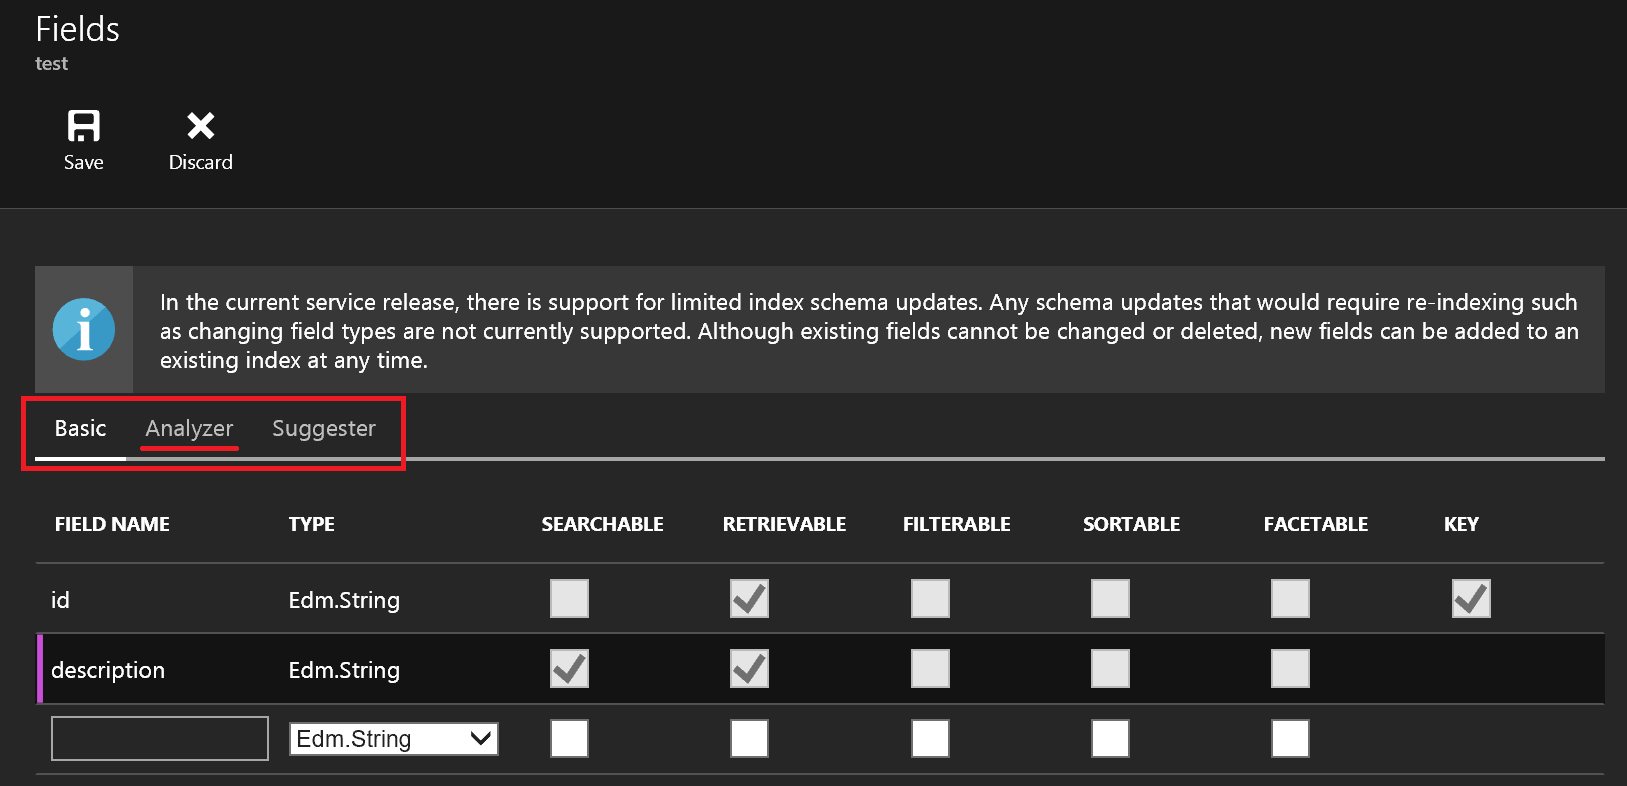 Fields
test
Save Discard
In the current service release, there is support for limited index schema updates. Any schema updates that would require re-indexing such
as changing field types are not currently supported. Although existing fields cannot be changed or deleted, new fields can be added to an
existing index at any time.
Basic Analyzer Suggester
FIELD NAME TYPE SEARCHABLE RETRIEVABLE FILTERABLE SORTABLE FACETABLE KEY
id Edm.String
description Edm.String
Edm.String